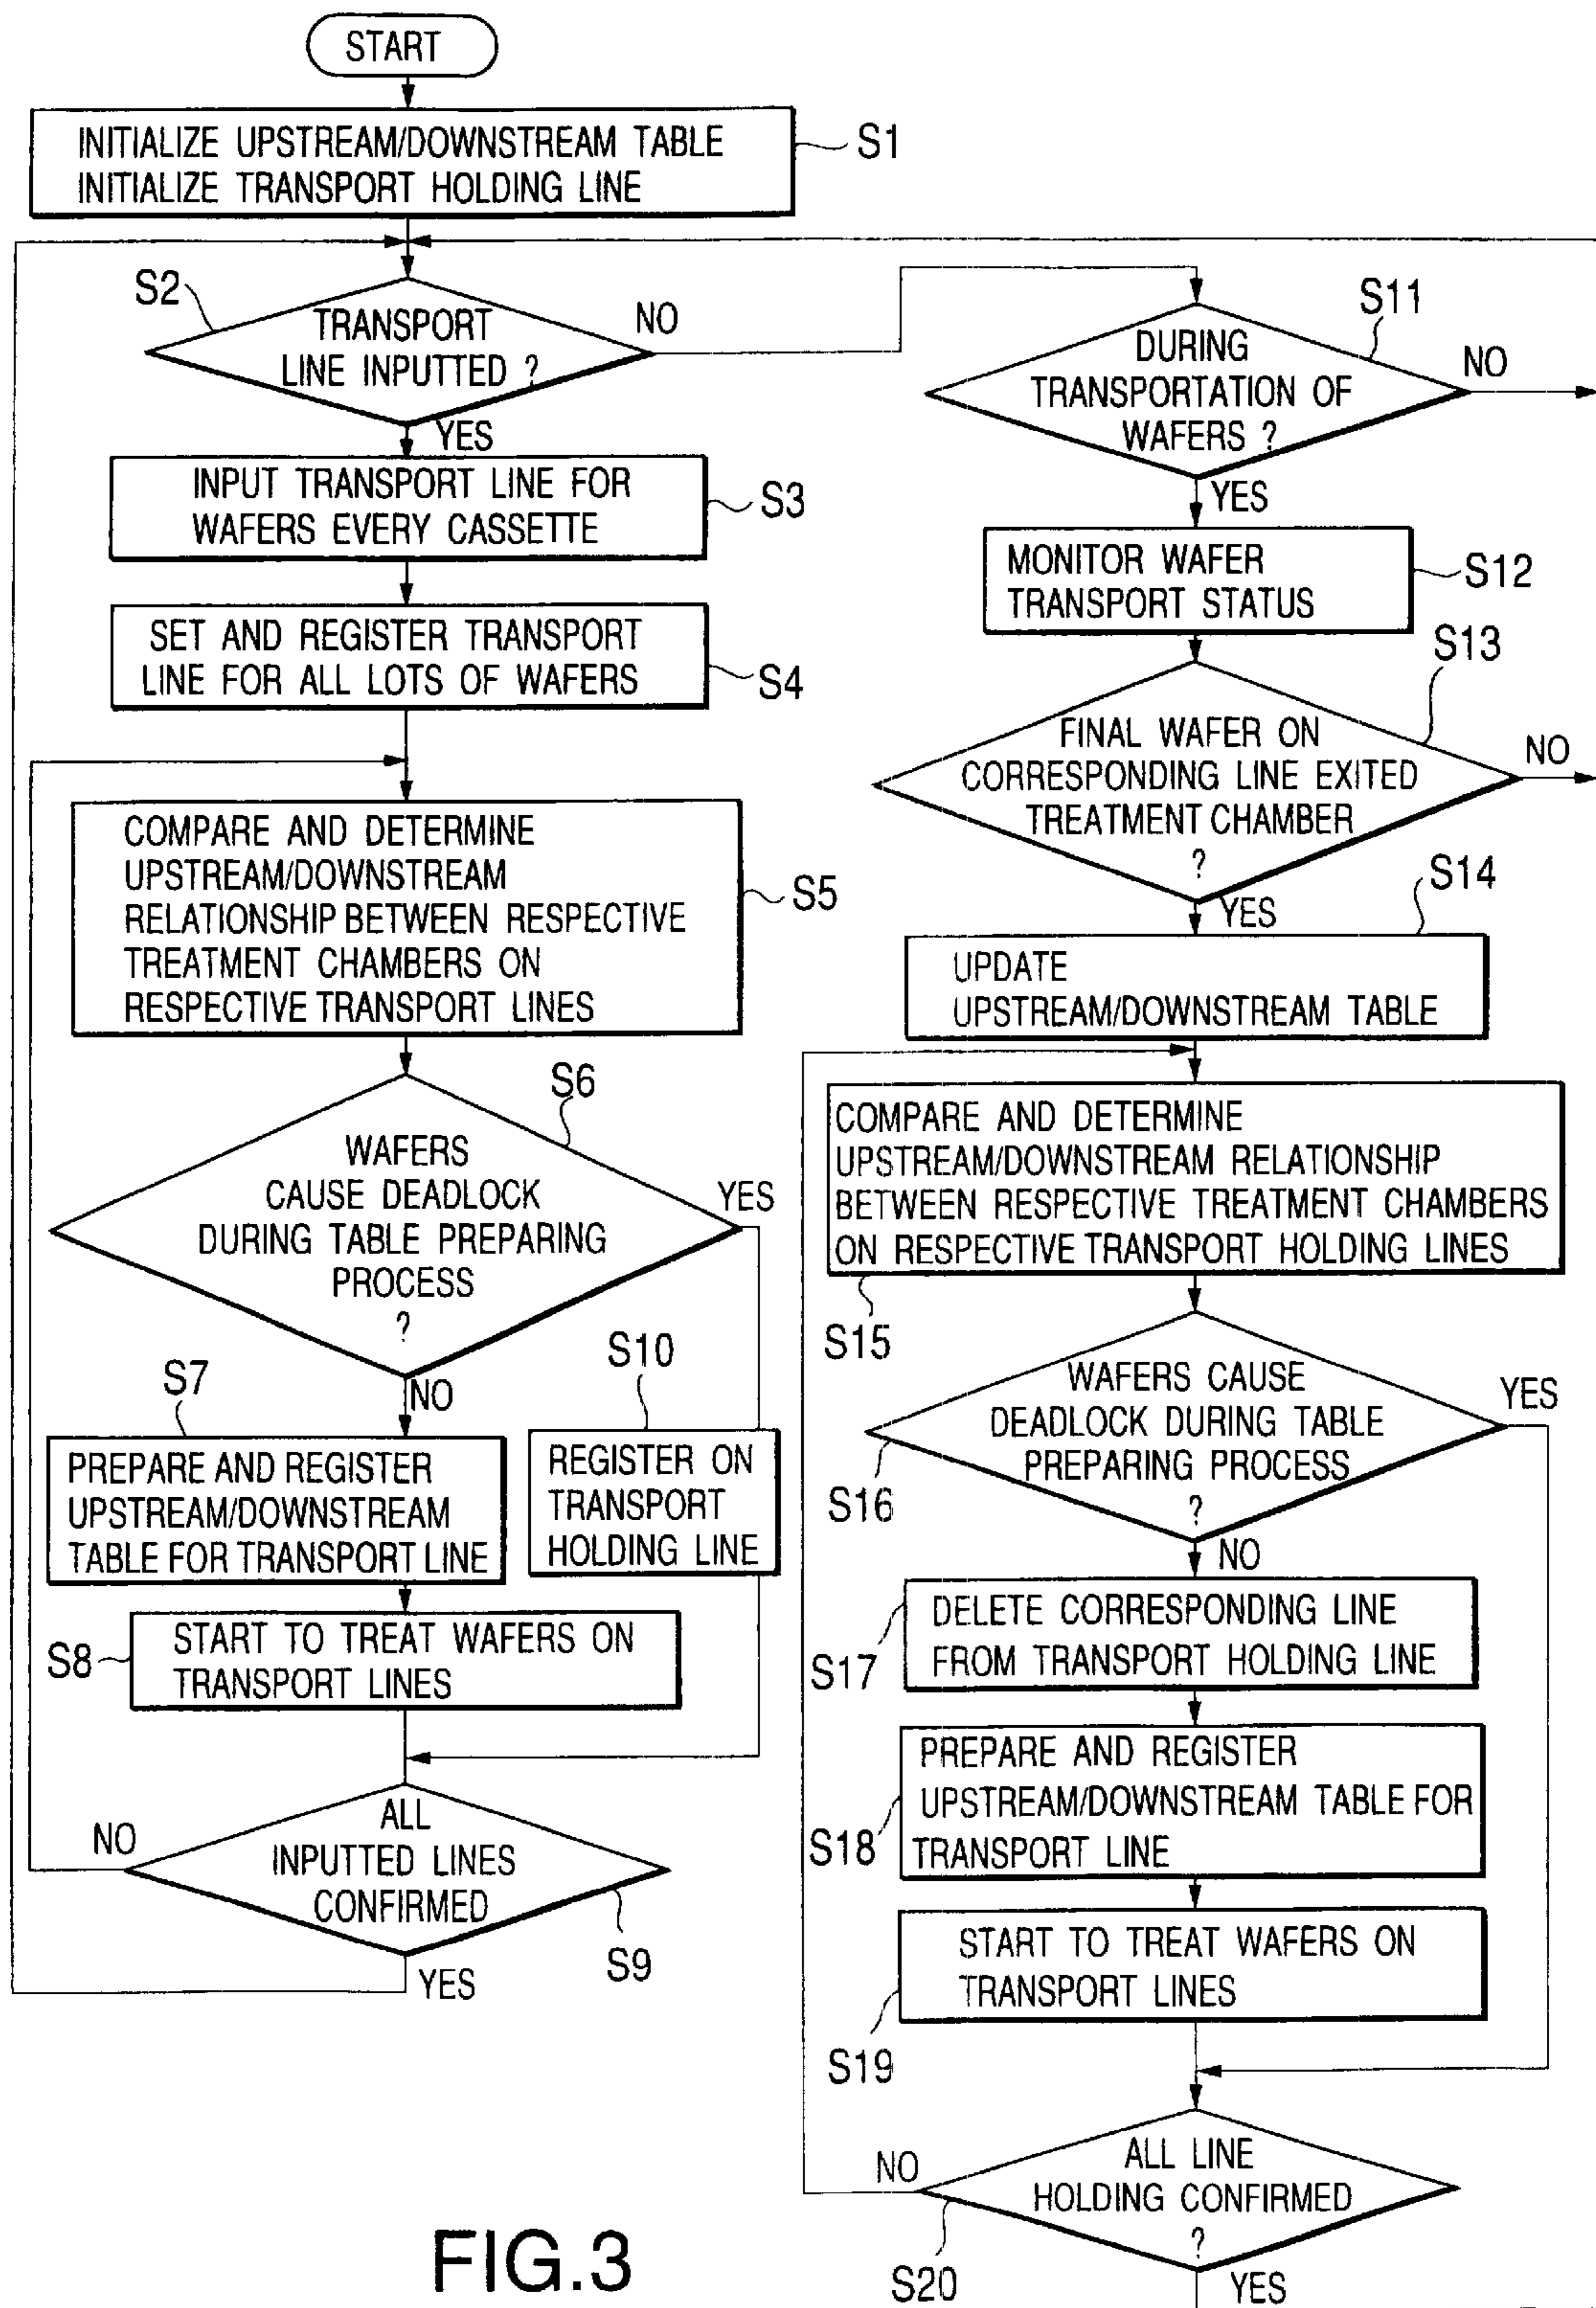 START
INITIALIZE UPSTREAM/DOWNSTREAM TABLE
INITIALIZE TRANSPORT HOLDING LINE
S1
S2
TRANSPORT
LINE INPUTTED ?
NO
YES
INPUT TRANSPORT LINE FOR
WAFERS EVERY CASSETTE
S3
SET AND REGISTER TRANSPORT
LINE FOR ALL LOTS OF WAFERS
S4
COMPARE AND DETERMINE
UPSTREAM/DOWNSTREAM
RELATIONSHIP BETWEEN RESPECTIVE
TREATMENT CHAMBERS ON
RESPECTIVE TRANSPORT LINES
S5
S6
WAFERS
CAUSE DEADLOCK
DURING TABLE PREPARING
PROCESS
?
YES
NO
S7
PREPARE AND REGISTER
UPSTREAM/DOWNSTREAM
TABLE FOR TRANSPORT LINE
S10
REGISTER ON
TRANSPORT
HOLDING LINE
S8
START TO TREAT WAFERS ON
TRANSPORT LINES
ALL
INPUTTED LINES
CONFIRMED
NO
S9
YES
S11
DURING
TRANSPORTATION OF
WAFERS ?
NO
YES
MONITOR WAFER
TRANSPORT STATUS
S12
S13
FINAL WAFER ON
CORRESPONDING LINE EXITED
TREATMENT CHAMBER
?
NO
YES
S14
UPDATE
UPSTREAM/DOWNSTREAM TABLE
COMPARE AND DETERMINE
UPSTREAM/DOWNSTREAM RELATIONSHIP
BETWEEN RESPECTIVE TREATMENT CHAMBERS
ON RESPECTIVE TRANSPORT HOLDING LINES
S15
WAFERS CAUSE
DEADLOCK DURING TABLE
PREPARING PROCESS
?
YES
S16
NO
DELETE CORRESPONDING LINE
FROM TRANSPORT HOLDING LINE
S17
PREPARE AND REGISTER
UPSTREAM/DOWNSTREAM TABLE FOR
TRANSPORT LINE
S18
START TO TREAT WAFERS ON
TRANSPORT LINES
S19
ALL LINE
HOLDING CONFIRMED
?
NO
S20
YES
FIG.3